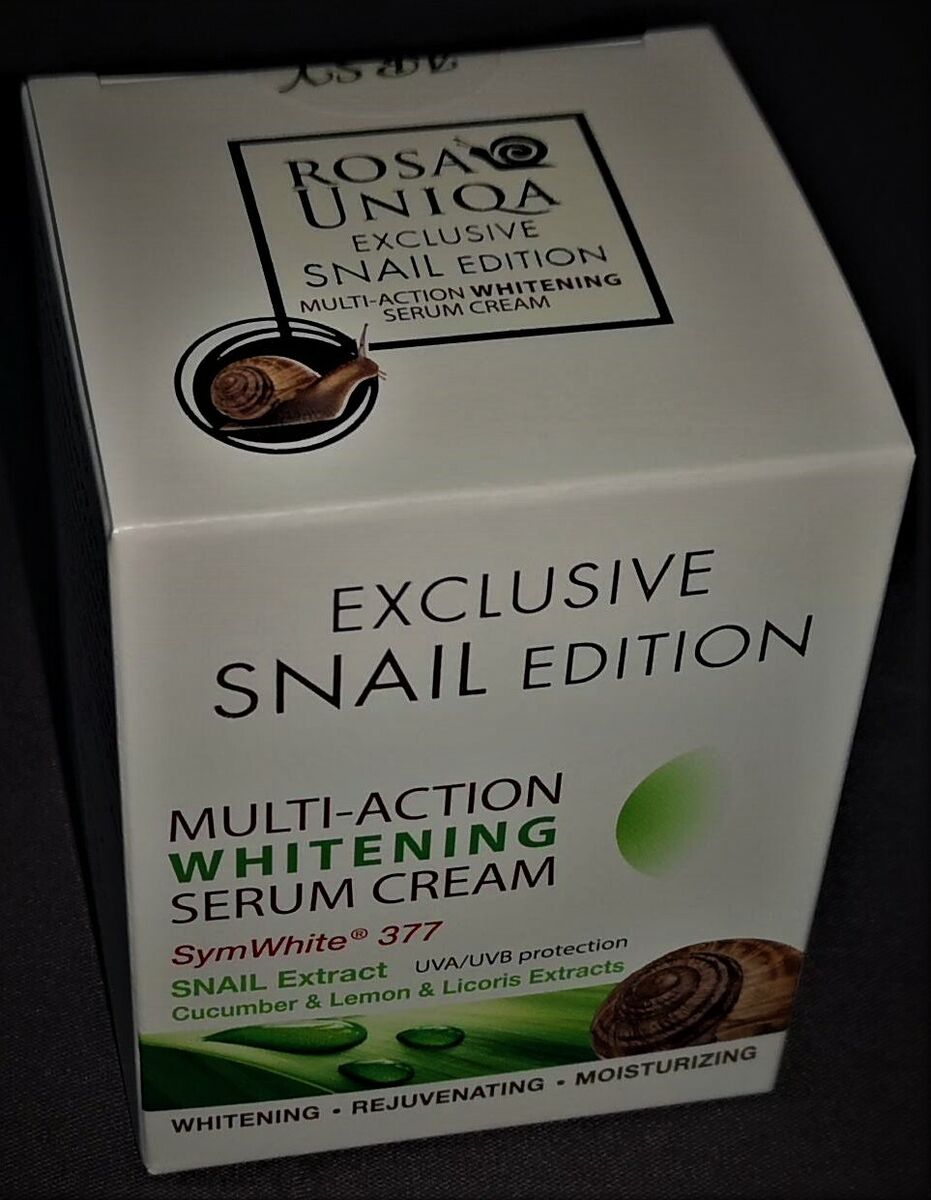 ROSA
UNIQA
EXCLUSIVE
SNAIL EDITION
MULTI-ACTION WHITENING
SERUM CREAM
EXCLUSIVE
SNAIL EDITION
MULTI-ACTION
WHITENING
SERUM CREAM
SymWhite® 377
SNAIL Extract UVA/UVB protection
Cucumber & Lemon & Licoris Extracts
WHITENING • REJUVENATING • MOISTURIZING